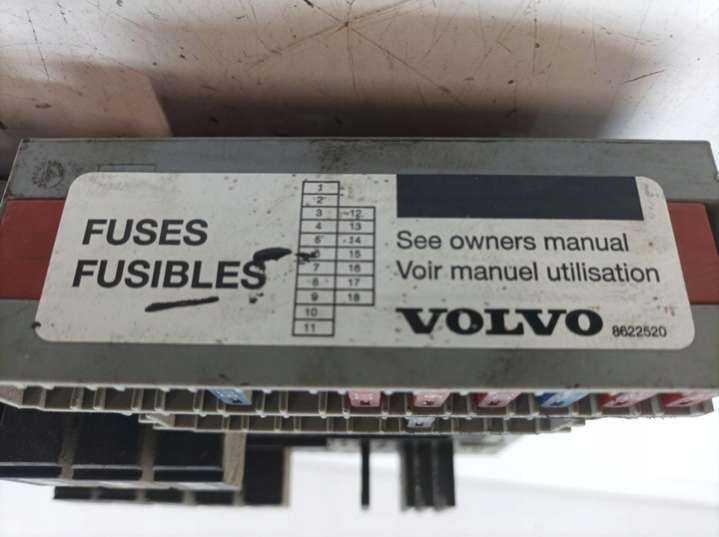 FUSES
FUSIBLES
1
2
3 12
4 13
5 14
6 15
7 16
8 17
9 18
10
11
See owners manual
Voir manuel utilisation
VOLVO 8622520